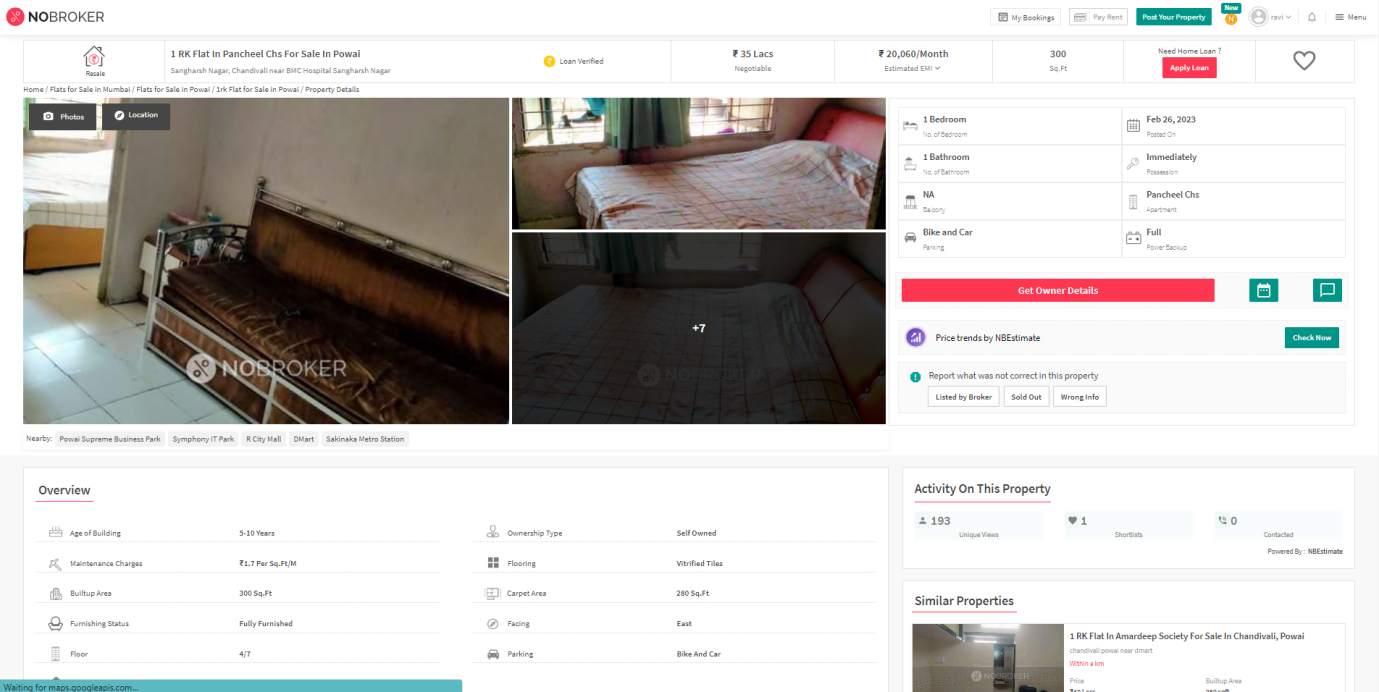 NOBROKER
My Bookings
Pay Rent
Post Your Property
New
N
ravi
Menu
Resale
1 RK Flat In Pancheel Chs For Sale In Powai
Sangharsh Nagar, Chandivali near BMC Hospital Sangharsh Nagar
Loan Verified
₹ 35 Lacs
Negotiable
₹ 20,060/Month
Estimated EMI
300
Sq.Ft
Need Home Loan ?
Apply Loan
Home / Flats for Sale in Mumbai / Flats for Sale in Powai / 1rk Flat for Sale in Powai / Property Details
Photos
Location
NOBROKER
+7
NOBROKER
1 Bedroom
No. of Bedroom
Feb 26, 2023
Posted On
1 Bathroom
No. of Bathroom
Immediately
Possession
NA
Balcony
Pancheel Chs
Apartment
Bike and Car
Parking
Full
Power Backup
Get Owner Details
Price trends by NBEstimate
Check Now
Report what was not correct in this property
Listed by Broker
Sold Out
Wrong Info
Nearby:
Powai Supreme Business Park
Symphony IT Park
R City Mall
DMart
Sakinaka Metro Station
Overview
Age of Building
5-10 Years
Ownership Type
Self Owned
Maintenance Charges
₹1.7 Per Sq.Ft/M
Flooring
Vitrified Tiles
Builtup Area
300 Sq.Ft
Carpet Area
280 Sq.Ft
Furnishing Status
Fully Furnished
Facing
East
Floor
4/7
Parking
Bike And Car
Activity On This Property
193
Unique Views
1
Shortlists
0
Contacted
Powered By : NBEstimate
Similar Properties
NOBROKER
1 RK Flat In Amardeep Society For Sale In Chandivali, Powai
chandivali powai near dmart
Within a km
Price
Builtup Area
Waiting for maps.googleapis.com...